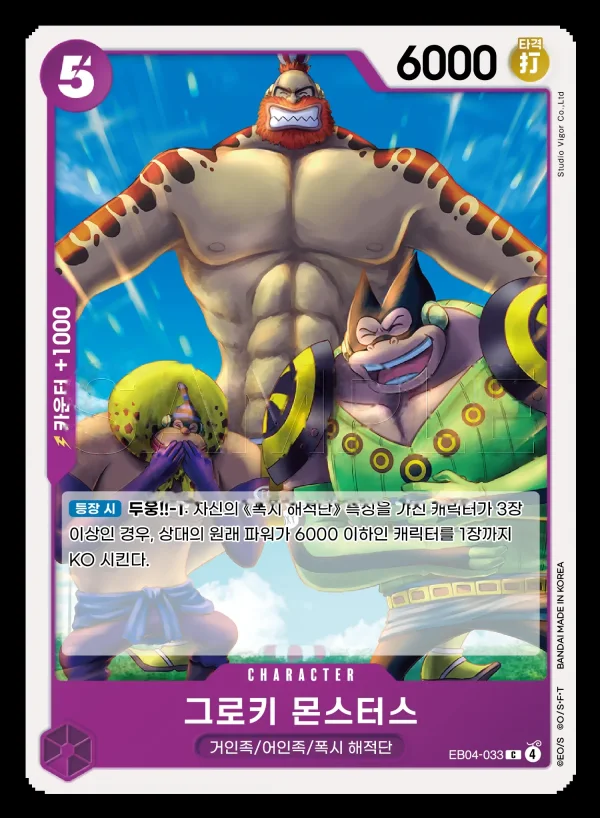 5
6000
타격
打
Studio Vigor Co.,Ltd
카운터 +1000
SAMPLE
등장 시 두웅!!-1: 자신의 《폭시 해적단》 특징을 가진 캐릭터가 3장
이상인 경우, 상대의 원래 파워가 6000 이하인 캐릭터를 1장까지
KO 시킨다.
CHARACTER
그로키 몬스터스
거인족/어인족/폭시 해적단
EB04-033 C 4
©EO/S ©O/S·F·T BANDAI MADE IN KOREA